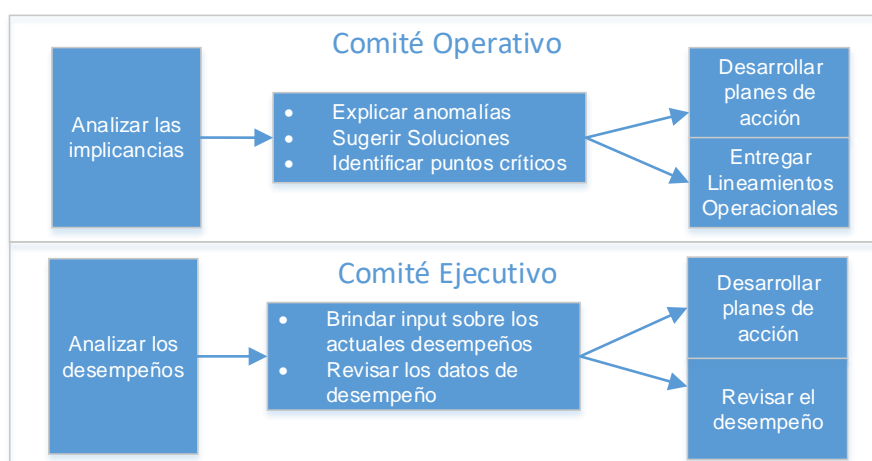 Comité Operativo
Analizar las
implicancias
• Explicar anomalías
• Sugerir Soluciones
• Identificar puntos críticos
Desarrollar
planes de
acción
Entregar
Lineamientos
Operacionales
Comité Ejecutivo
Analizar los
desempeños
• Brindar input sobre los
actuales desempeños
• Revisar los datos de
desempeño
Desarrollar
planes de
acción
Revisar el
desempeño